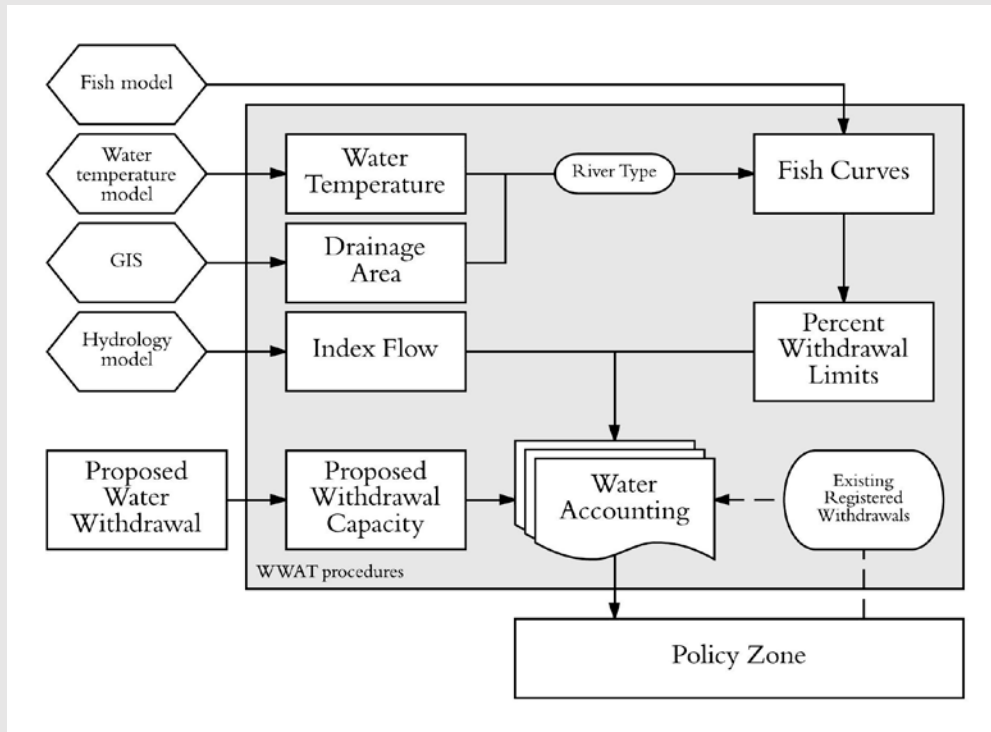 Fish model
Water
temperature
model
Water
Temperature
River Type
Fish Curves
GIS
Drainage
Area
Hydrology
model
Index Flow
Percent
Withdrawal
Limits
Proposed
Water
Withdrawal
Proposed
Withdrawal
Capacity
Water
Accounting
Existing
Registered
Withdrawals
WWAT procedures
Policy Zone